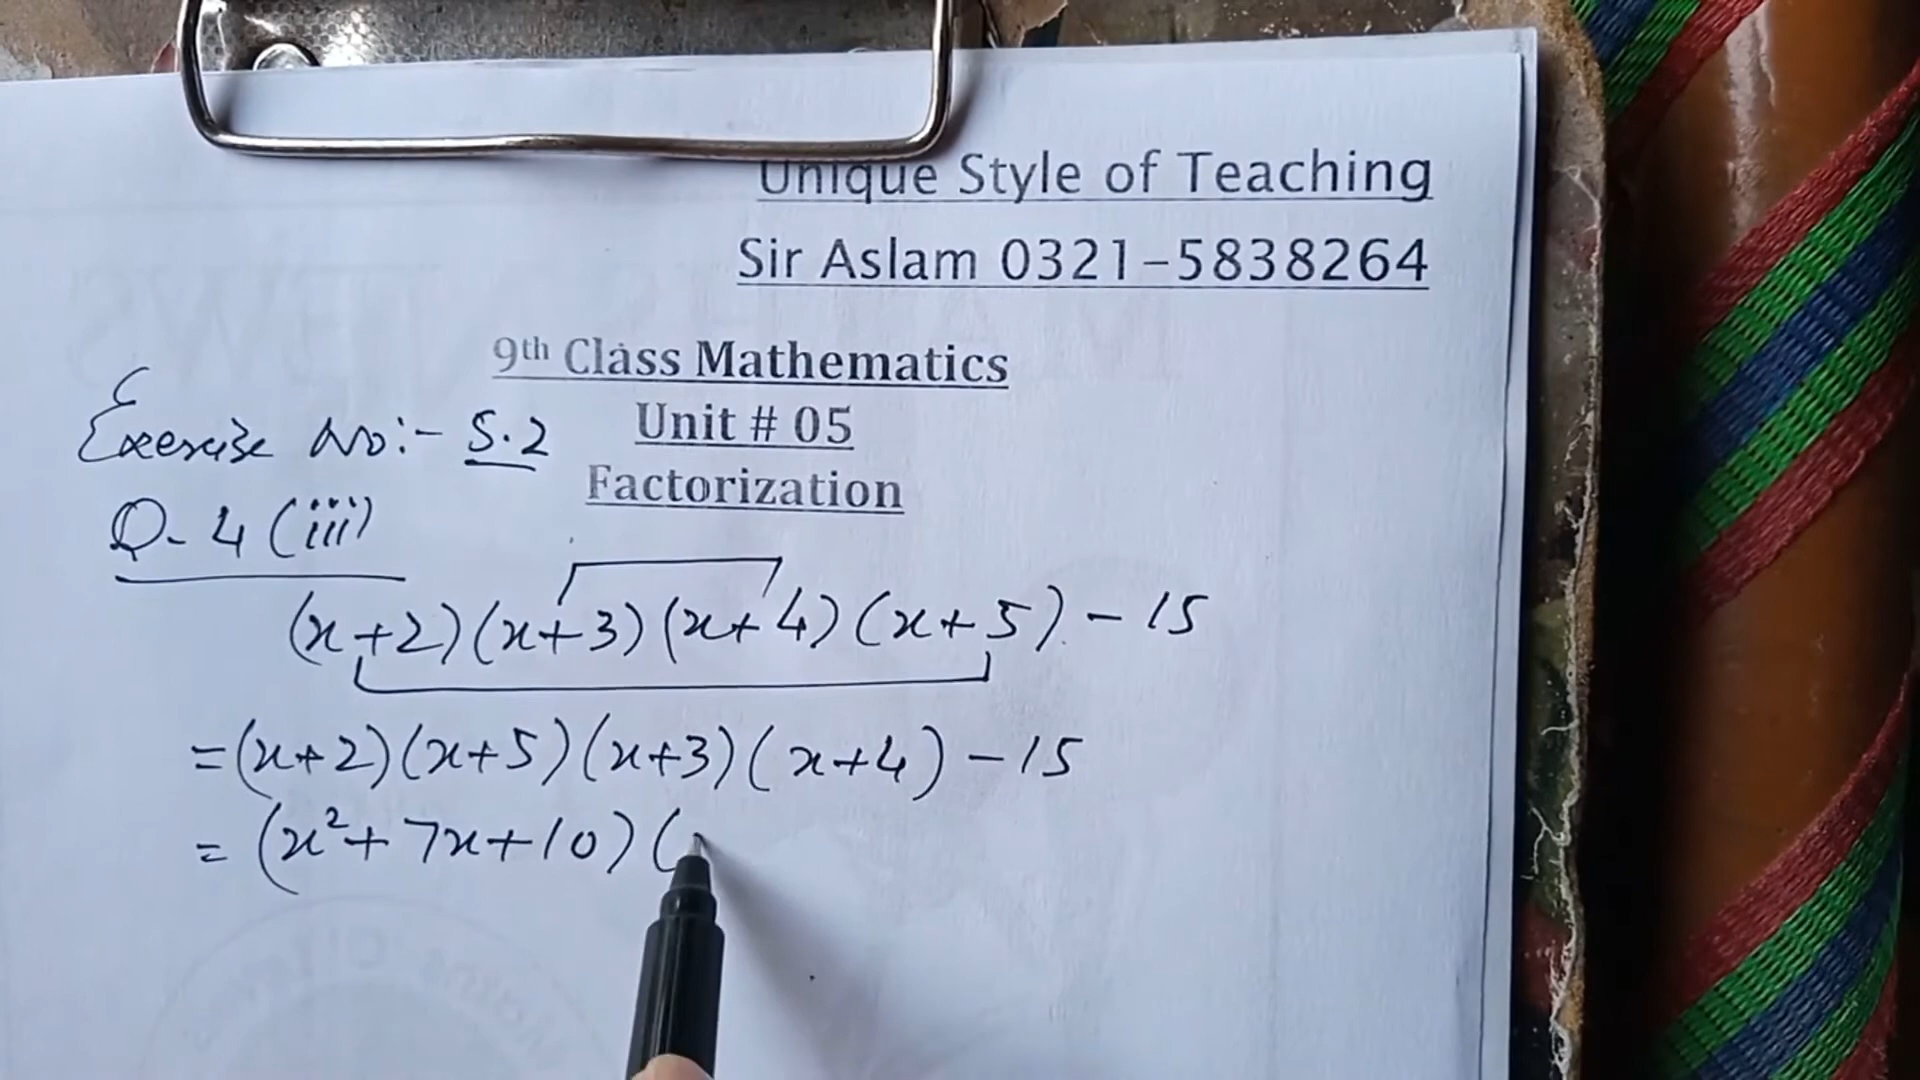 Unique Style of Teaching
Sir Aslam 0321-5838264
9th Class Mathematics
Unit # 05
Factorization
Exercise No:- 5.2
Q-4 (iii)
(x+2)(x+3)(x+4)(x+5)-15
=(x+2)(x+5)(x+3)(x+4)-15
=(x²+7x+10)(